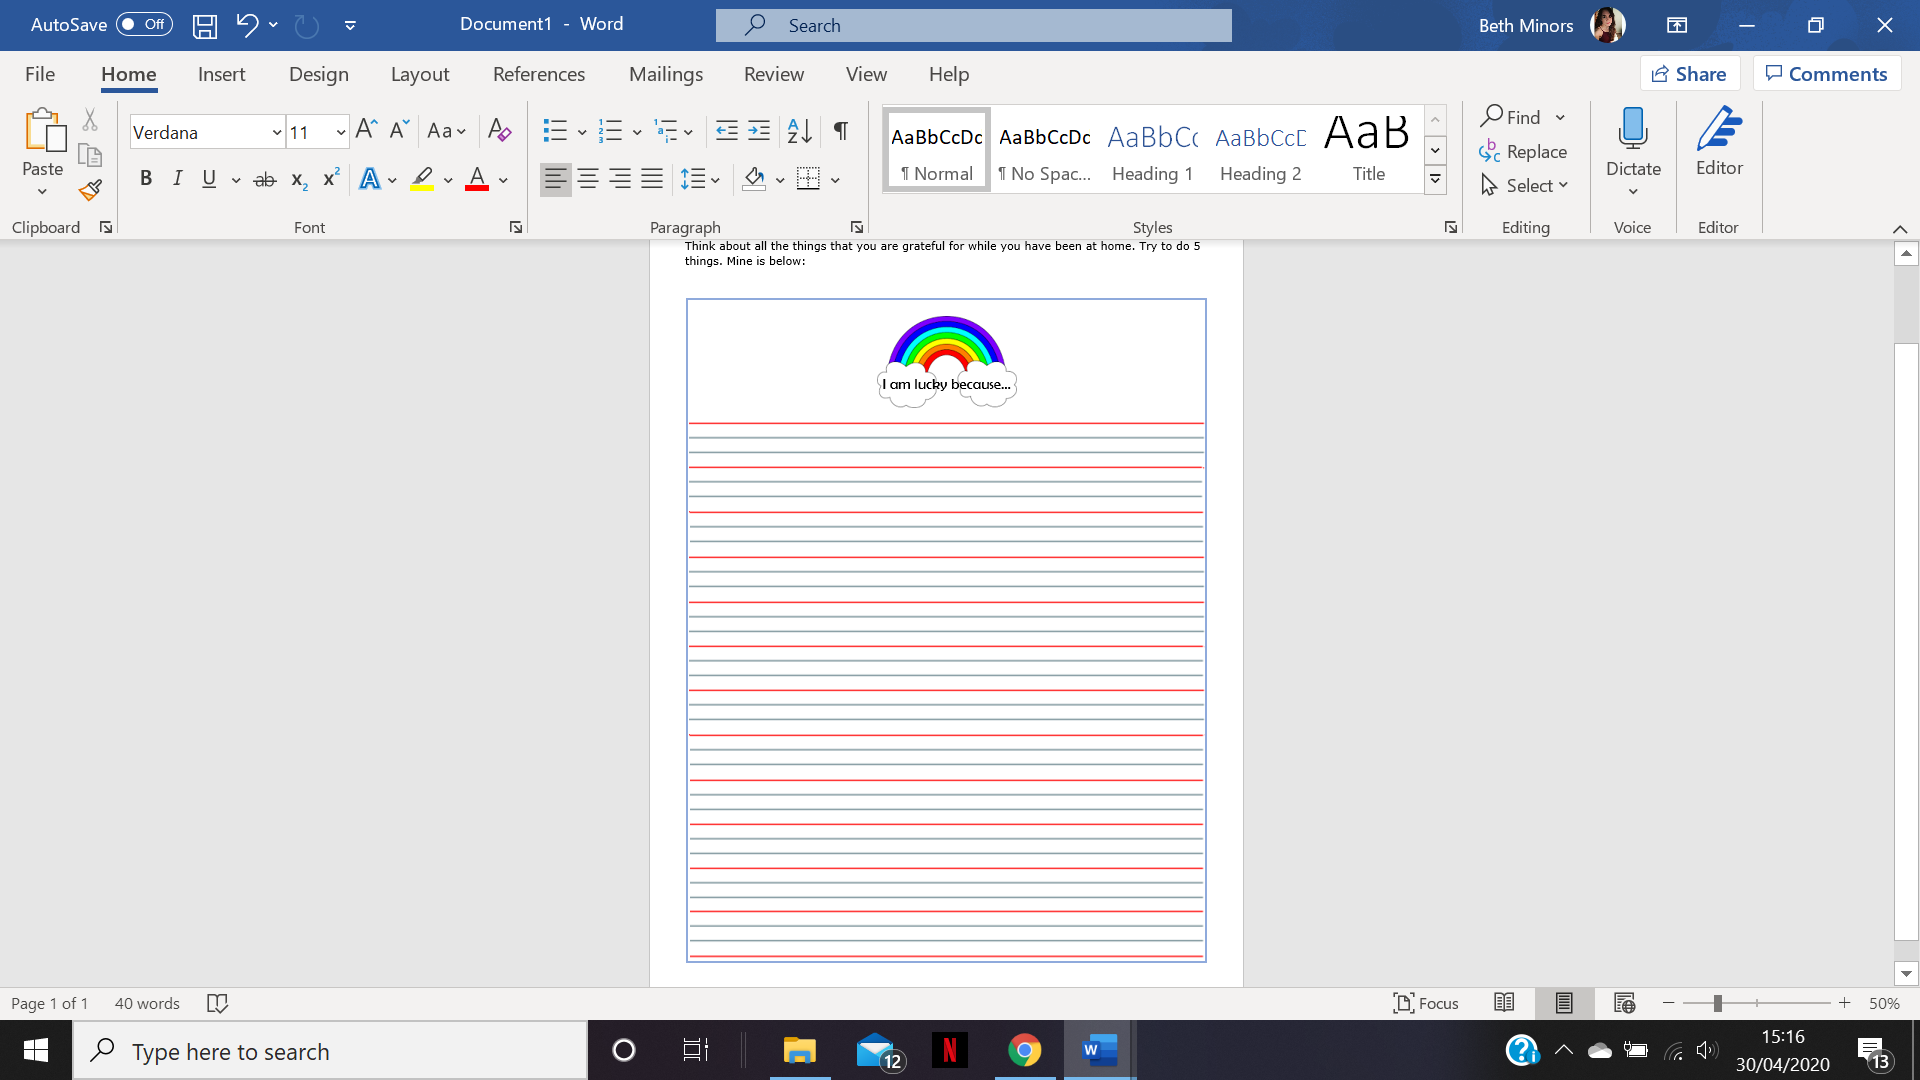 AutoSave Off Document1 - Word Search Beth Minors
File Home Insert Design Layout References Mailings Review View Help Share Comments
Paste
Clipboard
Verdana 11
Font
Paragraph
AaBbCcDc AaBbCcDc AaBbCc AaBbCcD AaB
¶ Normal ¶ No Spac... Heading 1 Heading 2 Title
Styles
Find
Replace
Select
Editing
Dictate
Voice
Editor
Editor
Think about all the things that you are grateful for while you have been at home. Try to do 5
things. Mine is below:
I am lucky because...
Page 1 of 1 40 words Focus 50%
Type here to search 12 15:16
30/04/2020 13